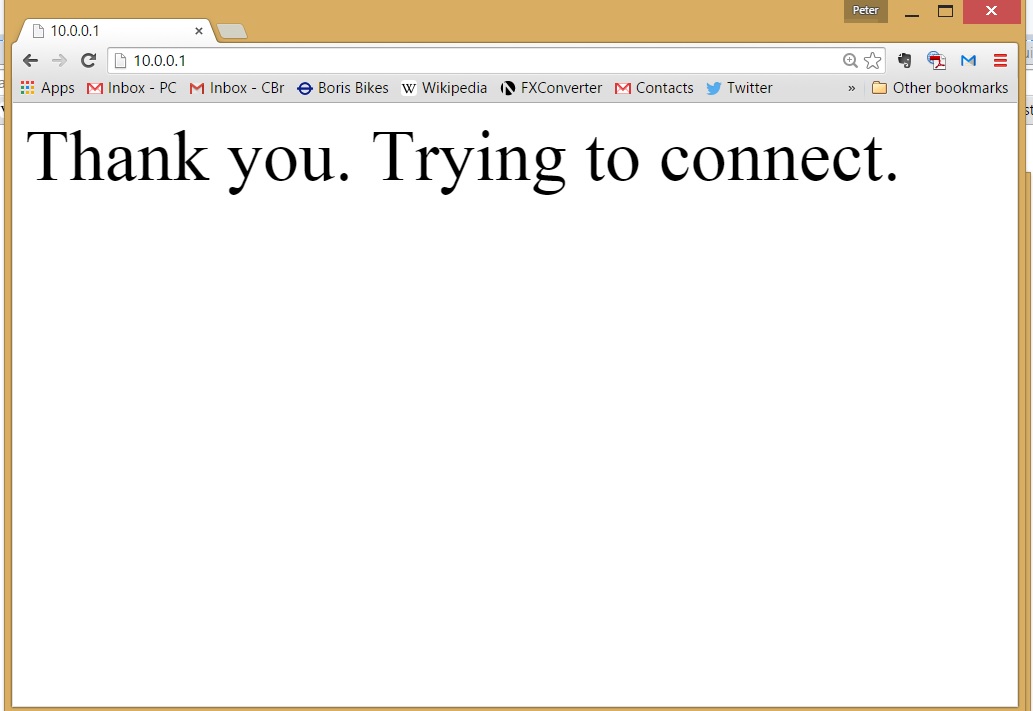 Peter
10.0.0.1
10.0.0.1
Apps Inbox - PC Inbox - CBr Boris Bikes W Wikipedia FXConverter Contacts Twitter » Other bookmarks
Thank you. Trying to connect.